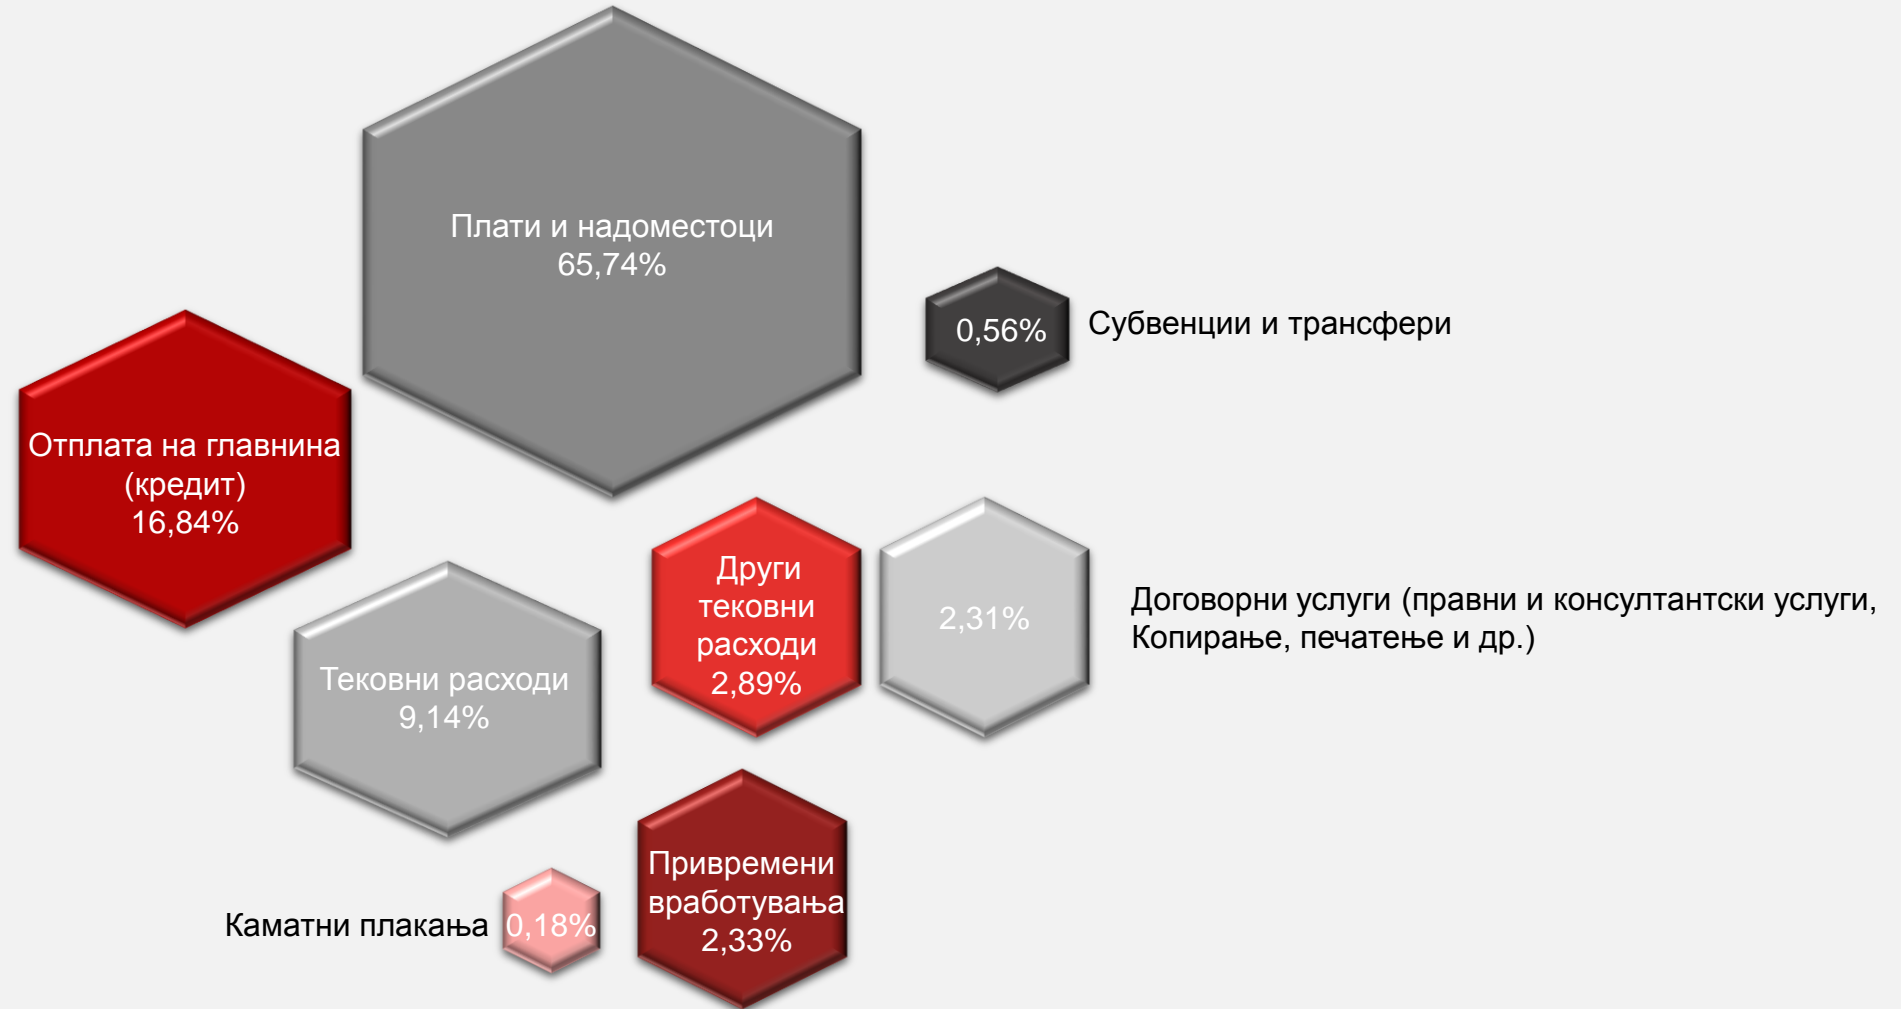 Плати и надоместоци
65,74%
0,56%
Субвенции и трансфери
Отплата на главнина
(кредит)
16,84%
Други
тековни
расходи
2,89%
2,31%
Договорни услуги (правни и консултантски услуги,
Копирање, печатење и др.)
Тековни расходи
9,14%
Привремени
вработувања
2,33%
Каматни плакања
0,18%